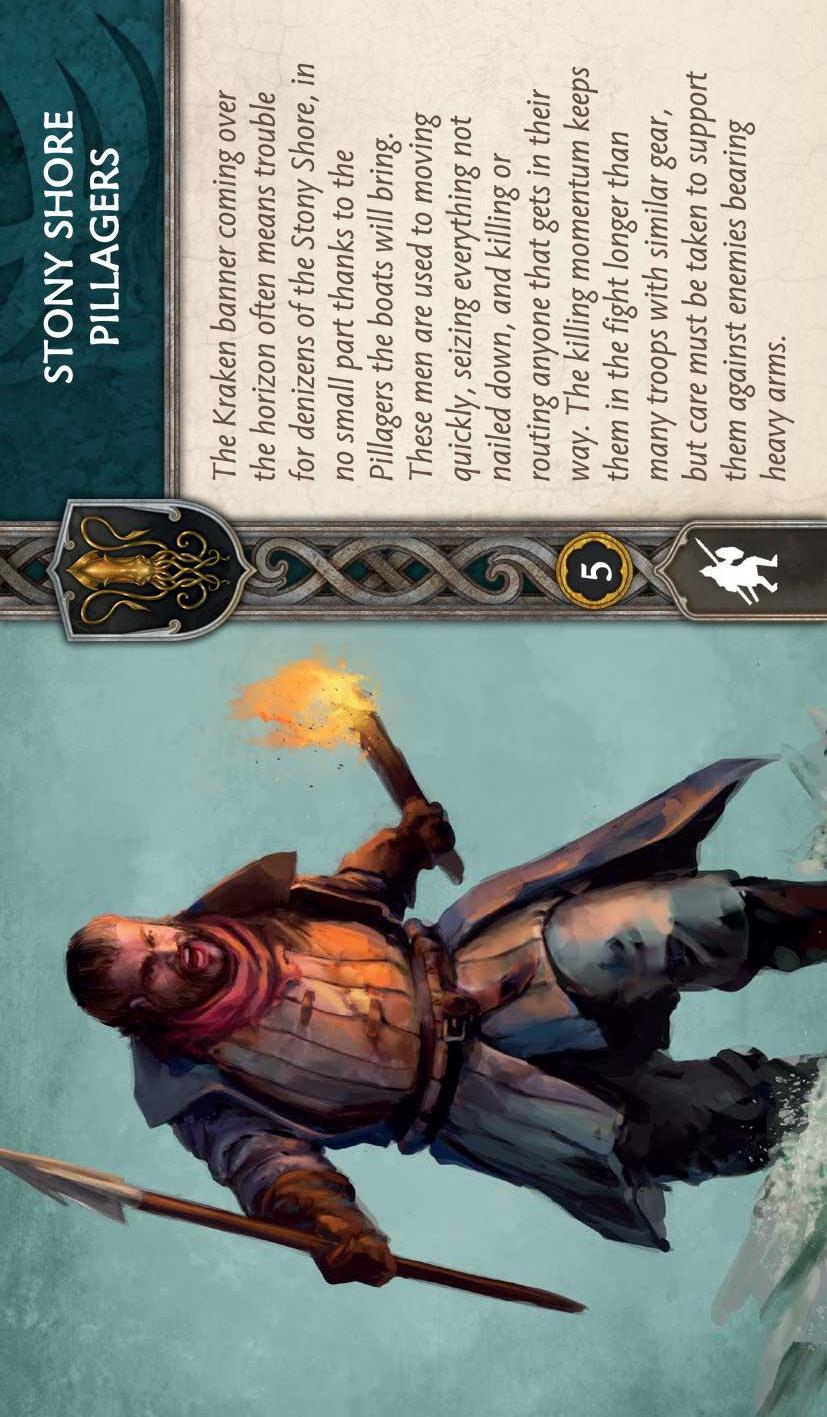 STONY SHORE
PILLAGERS
The Kraken banner coming over
the horizon often means trouble
for denizens of the Stony Shore, in
no small part thanks to the
Pillagers the boats will bring.
These men are used to moving
quickly, seizing everything not
nailed down, and killing or
routing anyone that gets in their
way. The killing momentum keeps
them in the fight longer than
many troops with similar gear,
but care must be taken to support
them against enemies bearing
heavy arms.
5